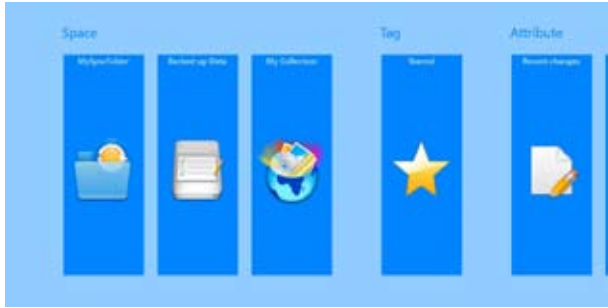 Space
MySyncFolder
Backed up Data
My Collection
Tag
Starred
Attribute
Recent changes